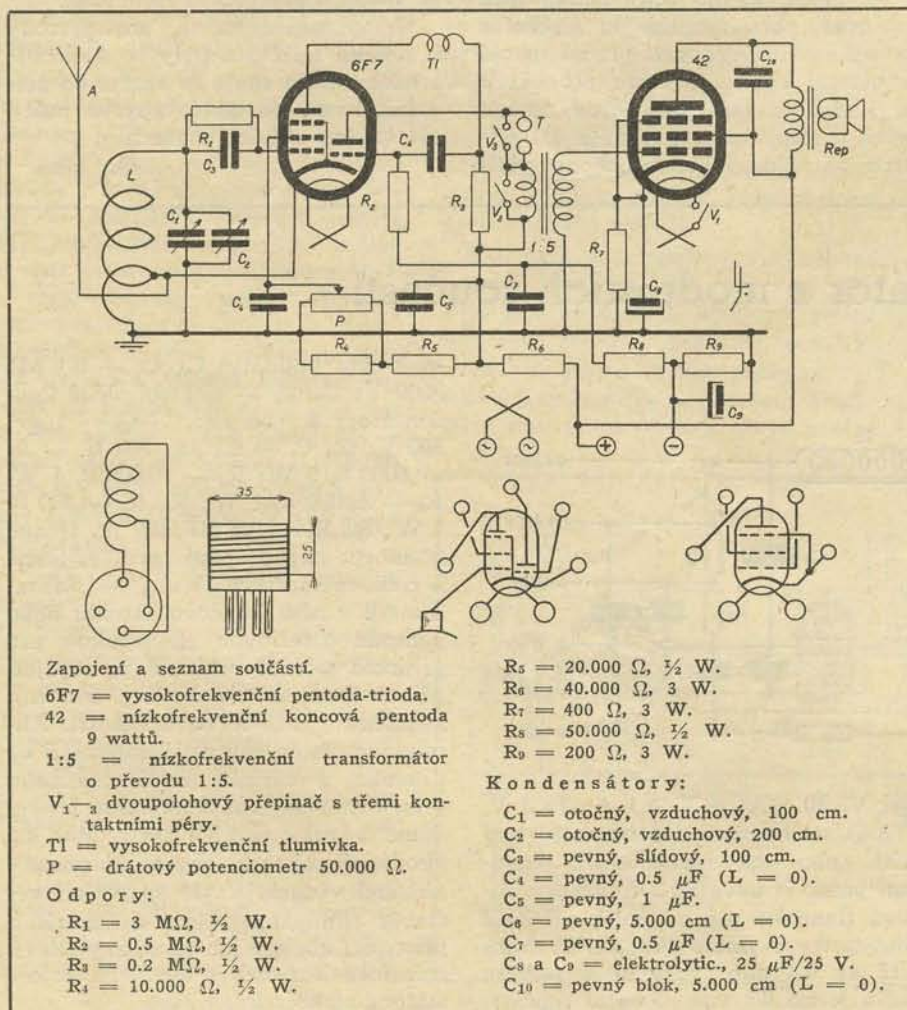 6F7
Tl
42
C10
A
R1
C3
L
C1
C2
C4
T
V3
V2
R2
R3
1:5
Rep
V1
R7
C8
C4
P
C5
C7
R4
R5
R6
R8
R9
C9
+
−
35
25
Zapojení a seznam součástí.
6F7 = vysokofrekvenční pentoda-trioda.
42 = nízkofrekvenční koncová pentoda
9 wattů.
1:5 = nízkofrekvenční transformátor
o převodu 1:5.
V1—3 dvoupolohový přepinač s třemi kon-
taktními péry.
Tl = vysokofrekvenční tlumivka.
P = drátový potenciometr 50.000 Ω.
Odpory:
R1 = 3 MΩ, ½ W.
R2 = 0.5 MΩ, ½ W.
R3 = 0.2 MΩ, ½ W.
R4 = 10.000 Ω, ½ W.
R5 = 20.000 Ω, ½ W.
R6 = 40.000 Ω, 3 W.
R7 = 400 Ω, 3 W.
R8 = 50.000 Ω, ½ W.
R9 = 200 Ω, 3 W.
Kondensátory:
C1 = otočný, vzduchový, 100 cm.
C2 = otočný, vzduchový, 200 cm.
C3 = pevný, slídový, 100 cm.
C4 = pevný, 0.5 μF (L = 0).
C5 = pevný, 1 μF.
C6 = pevný, 5.000 cm (L = 0).
C7 = pevný, 0.5 μF (L = 0).
C8 a C9 = elektrolytic., 25 μF/25 V.
C10 = pevný blok, 5.000 cm (L = 0).